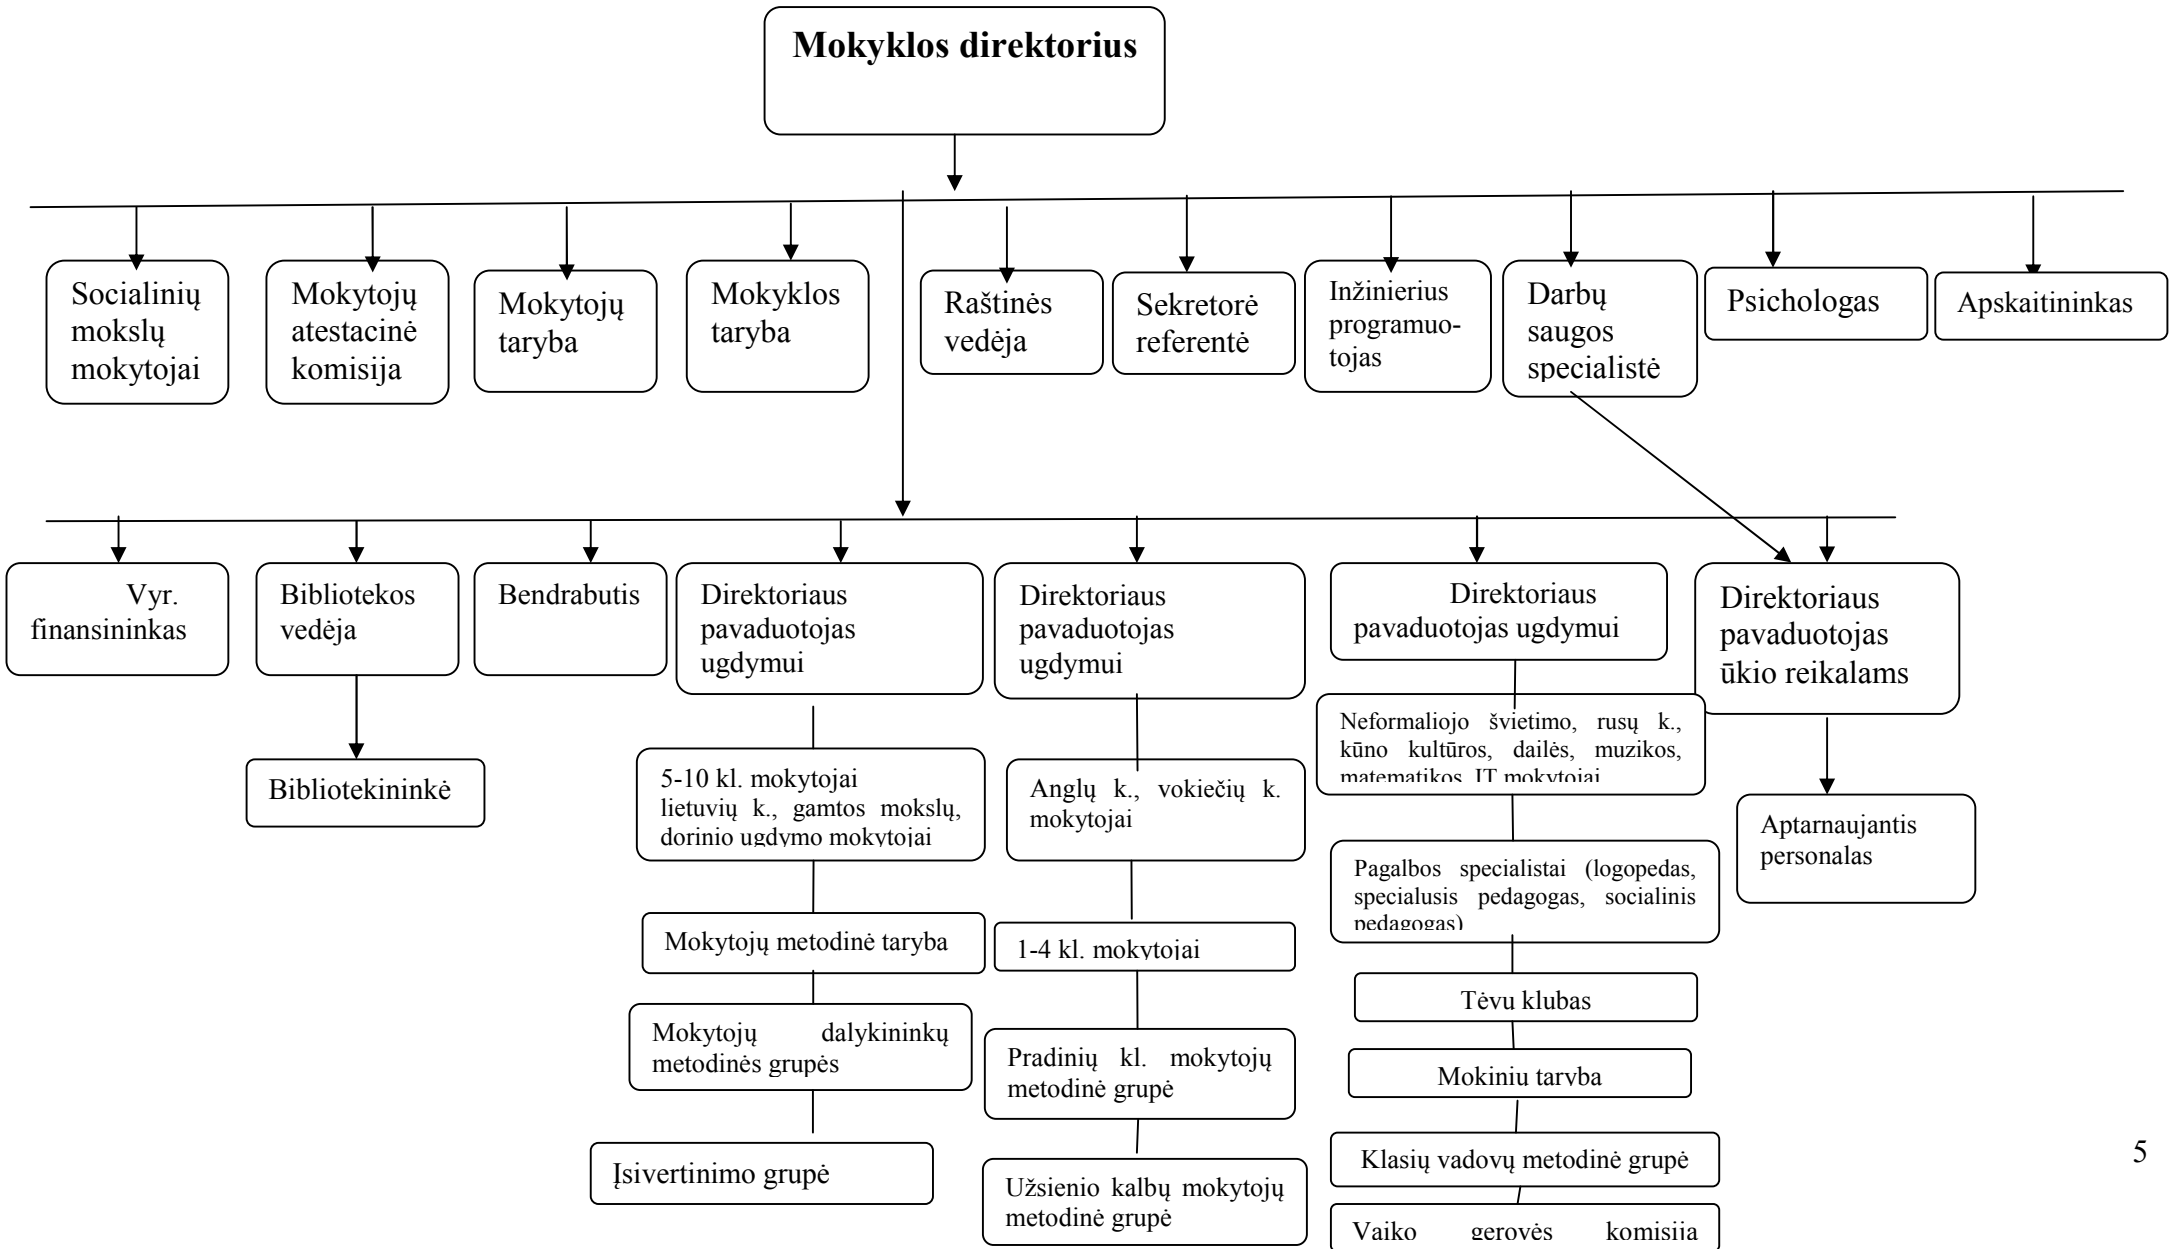 Mokyklos direktorius
Socialinių
mokslų
mokytojai
Mokytojų
atestacinė
komisija
Mokytojų
taryba
Mokyklos
taryba
Raštinės
vedėja
Sekretorė
referentė
Inžinierius
programuo-
tojas
Darbų
saugos
specialistė
Psichologas
Apskaitininkas
Vyr.
finansininkas
Bibliotekos
vedėja
Bendrabutis
Direktoriaus
pavaduotojas
ugdymui
Direktoriaus
pavaduotojas
ugdymui
Direktoriaus
pavaduotojas ugdymui
Direktoriaus
pavaduotojas
ūkio reikalams
Bibliotekininkė
5-10 kl. mokytojai
lietuvių k., gamtos mokslų,
dorinio ugdymo mokytojai
Mokytojų metodinė taryba
Mokytojų dalykininkų
metodinės grupės
Įsivertinimo grupė
Anglų k., vokiečių k.
mokytojai
1-4 kl. mokytojai
Pradinių kl. mokytojų
metodinė grupė
Užsienio kalbų mokytojų
metodinė grupė
Neformaliojo švietimo, rusų k.,
kūno kultūros, dailės, muzikos,
matematikos, IT mokytojai
Pagalbos specialistai (logopedas,
specialusis pedagogas, socialinis
pedagogas)
Tėvų klubas
Mokinių taryba
Klasių vadovų metodinė grupė
Vaiko gerovės komisija
Aptarnaujantis
personalas
5